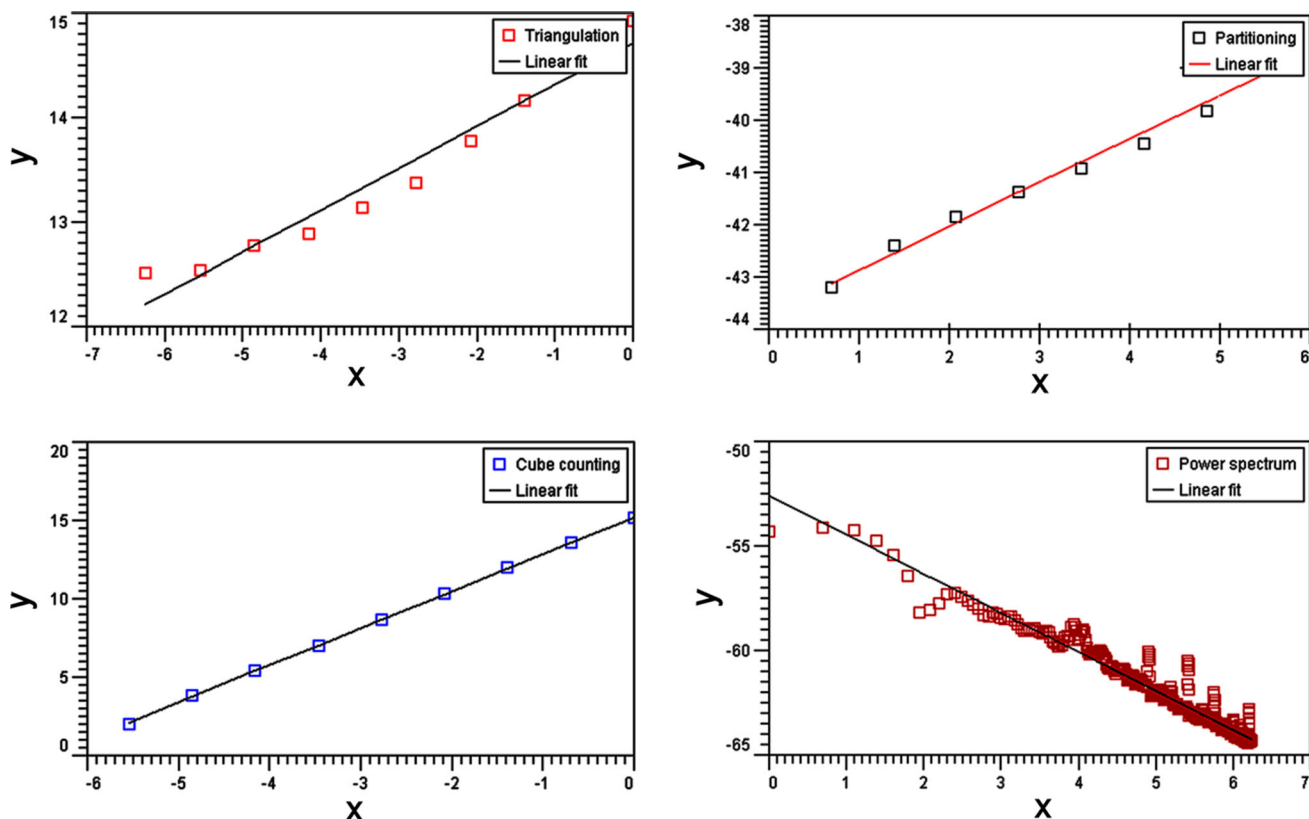 15
14
13
12
y
Triangulation
Linear fit
-7 -6 -5 -4 -3 -2 -1 0
X
-38
-39
-40
-41
-42
-43
-44
y
Partitioning
Linear fit
0 1 2 3 4 5 6
X
20
15
10
5
0
y
Cube counting
Linear fit
-6 -5 -4 -3 -2 -1 0
X
-50
-55
-60
-65
y
Power spectrum
Linear fit
0 1 2 3 4 5 6 7
X